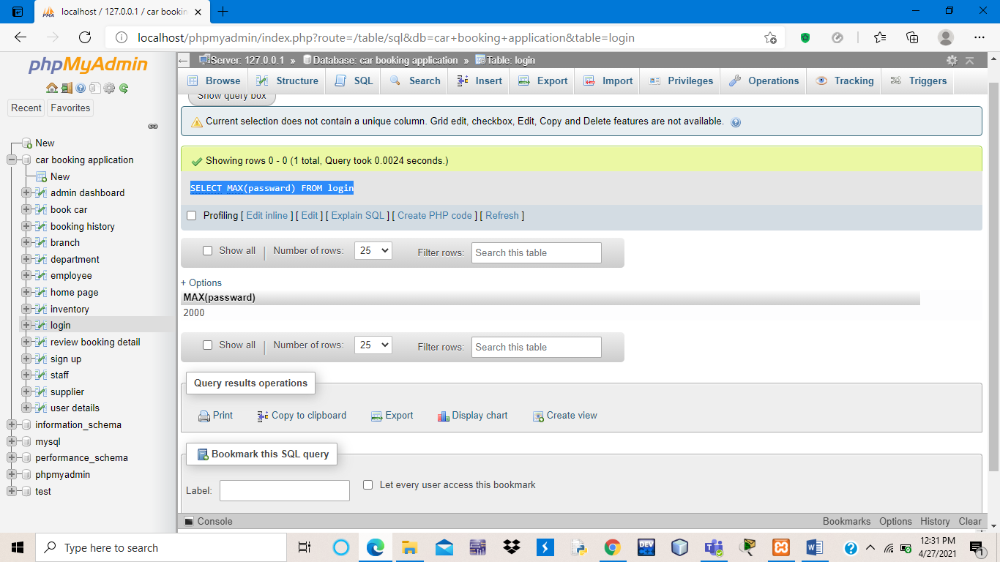 localhost / 127.0.0.1 / car bookin
localhost/phpmyadmin/index.php?route=/table/sql&db=car+booking+application&table=login
phpMyAdmin
Recent Favorites
New
car booking application
New
admin dashboard
book car
booking history
branch
department
employee
home page
inventory
login
review booking detail
sign up
staff
supplier
user details
information_schema
mysql
performance_schema
phpmyadmin
test
Server: 127.0.0.1 » Database: car booking application » Table: login
Browse Structure SQL Search Insert Export Import Privileges Operations Tracking Triggers
Show query box
Current selection does not contain a unique column. Grid edit, checkbox, Edit, Copy and Delete features are not available.
Showing rows 0 - 0 (1 total, Query took 0.0024 seconds.)
SELECT MAX(passward) FROM login
Profiling [ Edit inline ] [ Edit ] [ Explain SQL ] [ Create PHP code ] [ Refresh ]
Show all | Number of rows: 25 Filter rows: Search this table
+ Options
MAX(passward)
2000
Show all | Number of rows: 25 Filter rows: Search this table
Query results operations
Print Copy to clipboard Export Display chart Create view
Bookmark this SQL query
Label: Let every user access this bookmark
Console Bookmarks Options History Clear
Type here to search
DEV
12:31 PM
4/27/2021
1